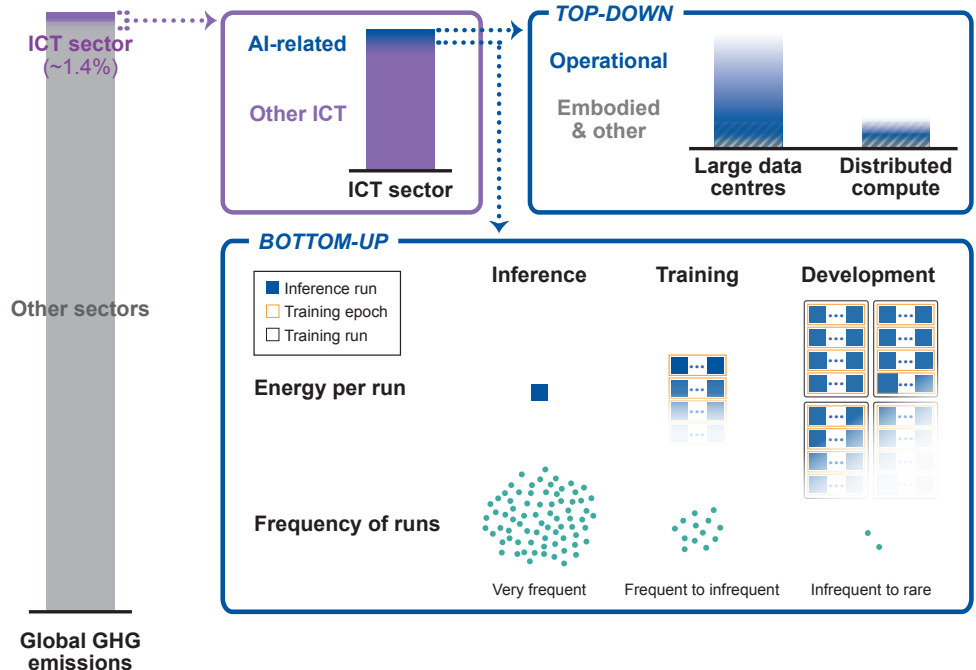 ICT sector
(~1.4%)
Other sectors
Global GHG
emissions
AI-related
Other ICT
ICT sector
TOP-DOWN
Operational
Embodied
& other
Large data
centres
Distributed
compute
BOTTOM-UP
Inference run
Training epoch
Training run
Inference
Training
Development
Energy per run
Frequency of runs
Very frequent
Frequent to infrequent
Infrequent to rare